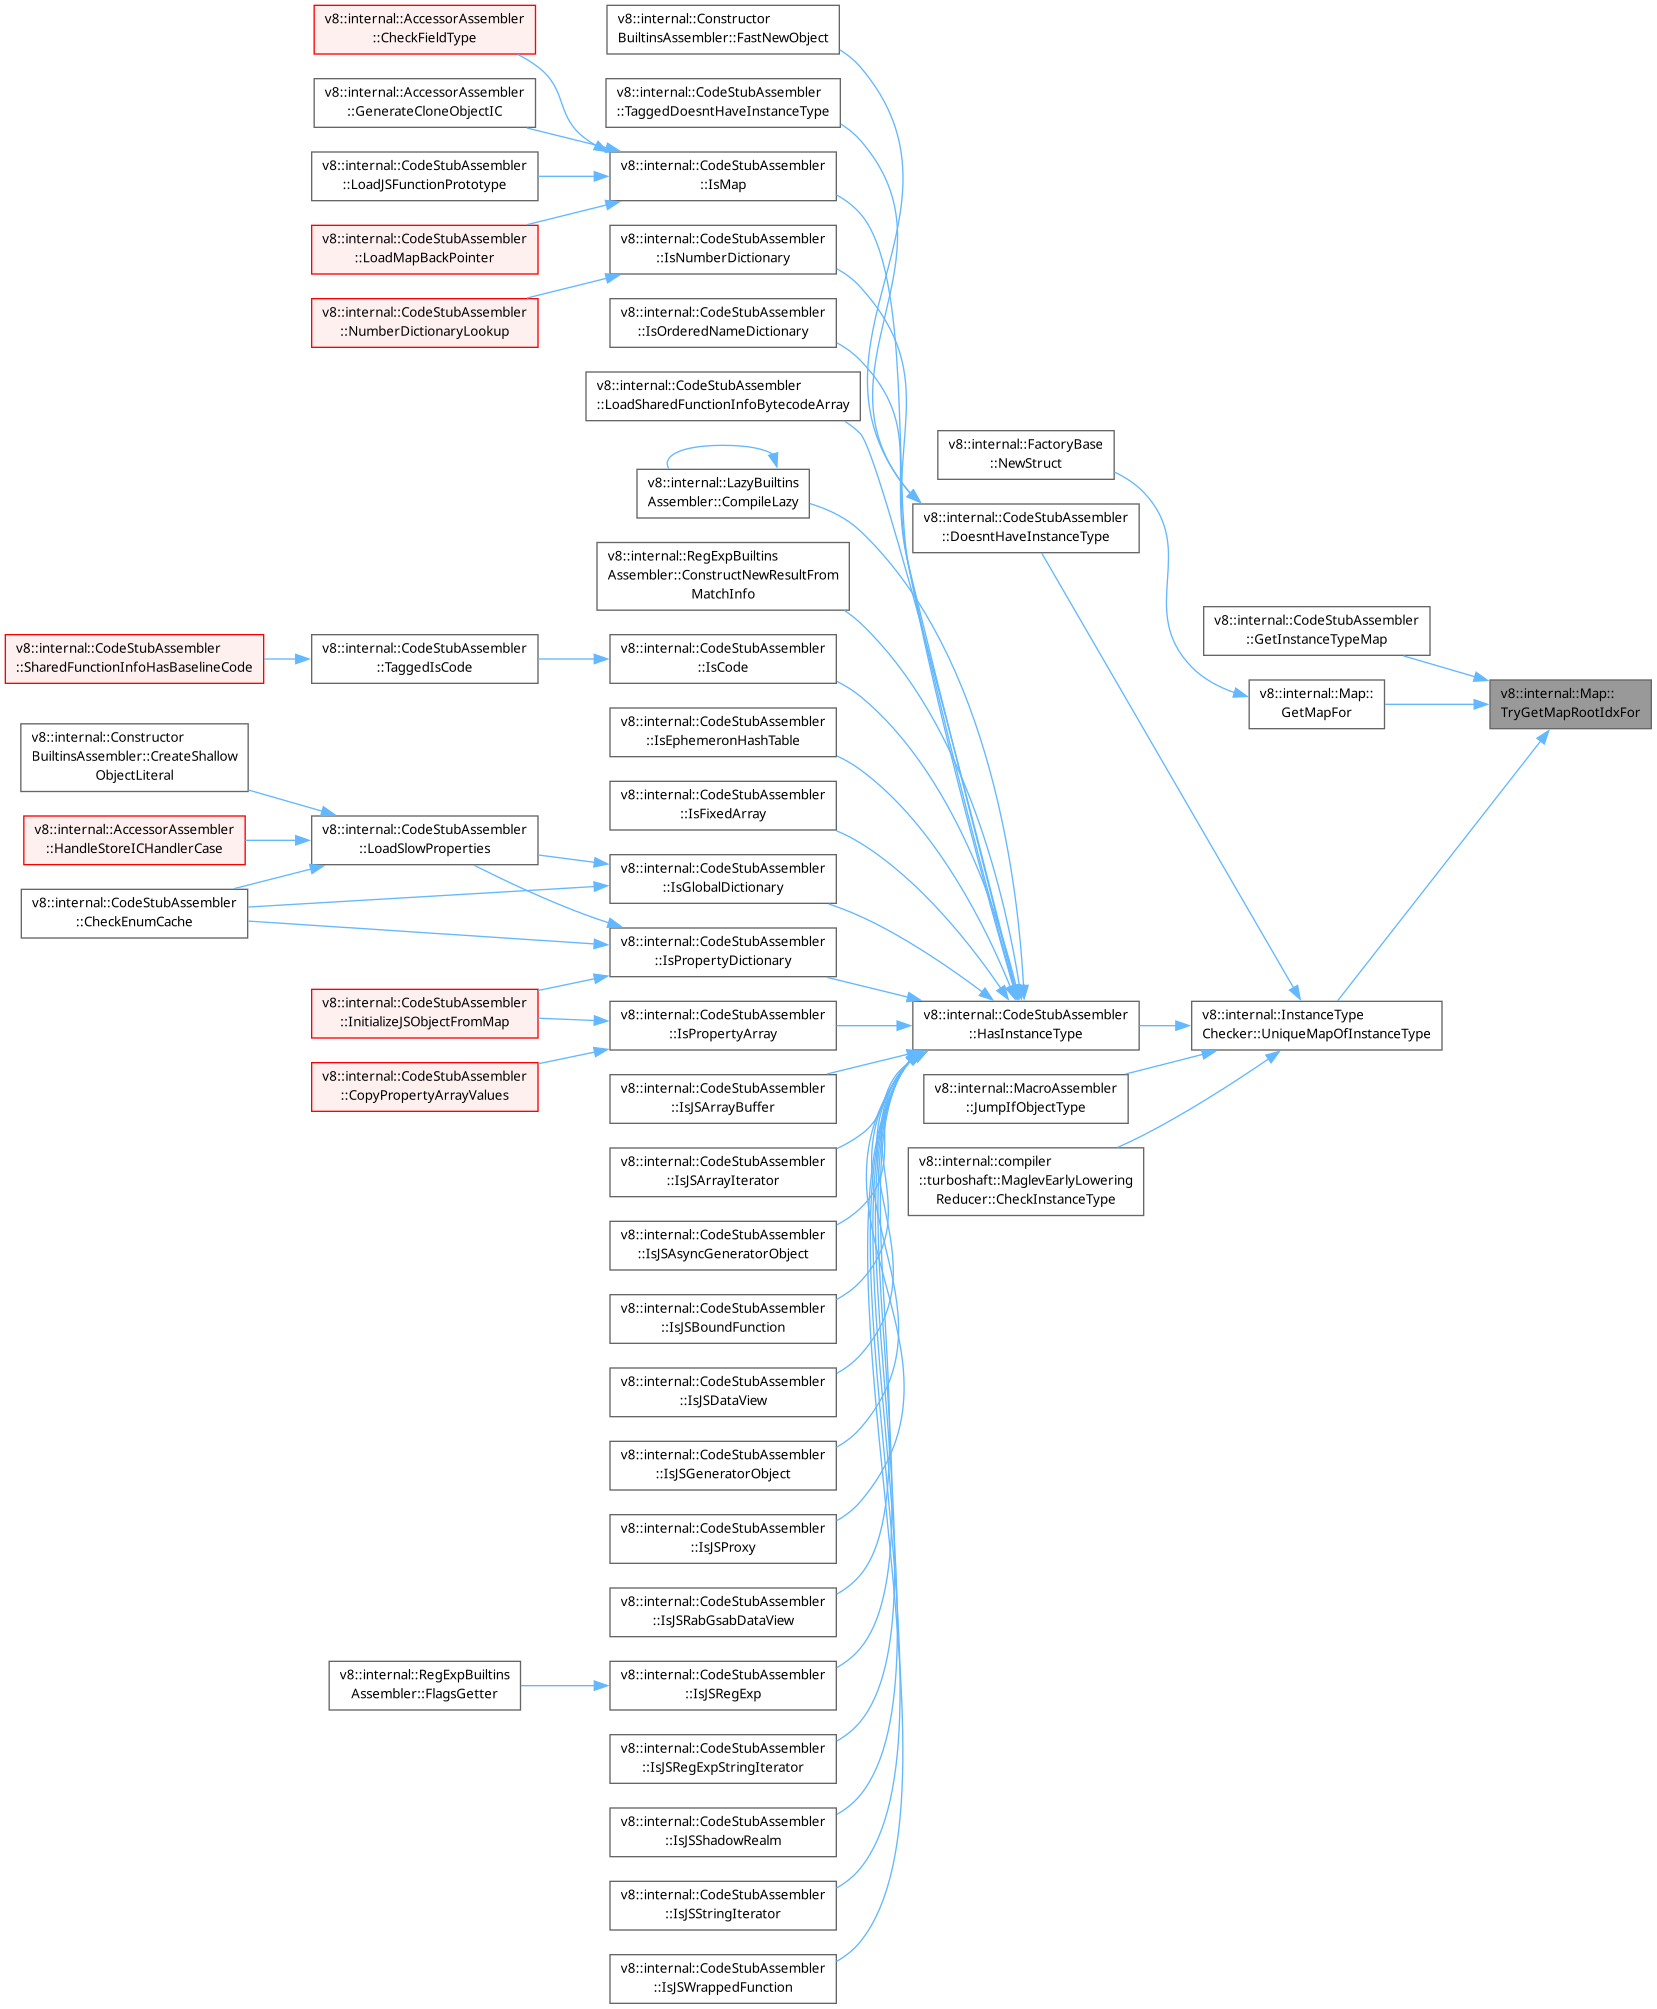 v8::internal::AccessorAssembler
::CheckFieldType
v8::internal::AccessorAssembler
::GenerateCloneObjectIC
v8::internal::CodeStubAssembler
::LoadJSFunctionPrototype
v8::internal::CodeStubAssembler
::LoadMapBackPointer
v8::internal::CodeStubAssembler
::NumberDictionaryLookup
v8::internal::Constructor
BuiltinsAssembler::FastNewObject
v8::internal::CodeStubAssembler
::TaggedDoesntHaveInstanceType
v8::internal::CodeStubAssembler
::IsMap
v8::internal::CodeStubAssembler
::IsNumberDictionary
v8::internal::CodeStubAssembler
::IsOrderedNameDictionary
v8::internal::CodeStubAssembler
::LoadSharedFunctionInfoBytecodeArray
v8::internal::LazyBuiltins
Assembler::CompileLazy
v8::internal::RegExpBuiltins
Assembler::ConstructNewResultFrom
MatchInfo
v8::internal::FactoryBase
::NewStruct
v8::internal::CodeStubAssembler
::DoesntHaveInstanceType
v8::internal::CodeStubAssembler
::GetInstanceTypeMap
v8::internal::Map::
GetMapFor
v8::internal::Map::
TryGetMapRootIdxFor
v8::internal::CodeStubAssembler
::SharedFunctionInfoHasBaselineCode
v8::internal::CodeStubAssembler
::TaggedIsCode
v8::internal::CodeStubAssembler
::IsCode
v8::internal::CodeStubAssembler
::IsEphemeronHashTable
v8::internal::CodeStubAssembler
::IsFixedArray
v8::internal::Constructor
BuiltinsAssembler::CreateShallow
ObjectLiteral
v8::internal::AccessorAssembler
::HandleStoreICHandlerCase
v8::internal::CodeStubAssembler
::CheckEnumCache
v8::internal::CodeStubAssembler
::LoadSlowProperties
v8::internal::CodeStubAssembler
::IsGlobalDictionary
v8::internal::CodeStubAssembler
::IsPropertyDictionary
v8::internal::CodeStubAssembler
::InitializeJSObjectFromMap
v8::internal::CodeStubAssembler
::CopyPropertyArrayValues
v8::internal::CodeStubAssembler
::IsPropertyArray
v8::internal::CodeStubAssembler
::HasInstanceType
v8::internal::InstanceType
Checker::UniqueMapOfInstanceType
v8::internal::CodeStubAssembler
::IsJSArrayBuffer
v8::internal::MacroAssembler
::JumpIfObjectType
v8::internal::compiler
::turboshaft::MaglevEarlyLowering
Reducer::CheckInstanceType
v8::internal::CodeStubAssembler
::IsJSArrayIterator
v8::internal::CodeStubAssembler
::IsJSAsyncGeneratorObject
v8::internal::CodeStubAssembler
::IsJSBoundFunction
v8::internal::CodeStubAssembler
::IsJSDataView
v8::internal::CodeStubAssembler
::IsJSGeneratorObject
v8::internal::CodeStubAssembler
::IsJSProxy
v8::internal::CodeStubAssembler
::IsJSRabGsabDataView
v8::internal::RegExpBuiltins
Assembler::FlagsGetter
v8::internal::CodeStubAssembler
::IsJSRegExp
v8::internal::CodeStubAssembler
::IsJSRegExpStringIterator
v8::internal::CodeStubAssembler
::IsJSShadowRealm
v8::internal::CodeStubAssembler
::IsJSStringIterator
v8::internal::CodeStubAssembler
::IsJSWrappedFunction